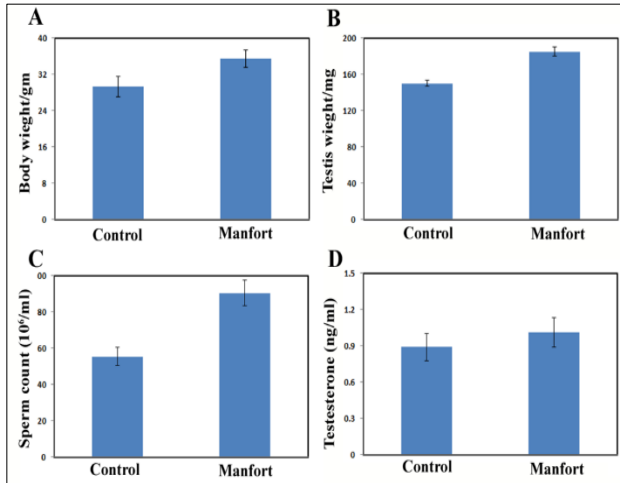 A
Body wieght/gm
40
32
24
16
8
0
Control Manfort
B
Testis wieght/mg
200
160
120
80
40
0
Control Manfort
C
Sperm count (10⁶/ml)
00
80
60
40
20
00
Control Manfort
D
Testesterone (ng/ml)
1.5
1.2
0.9
0.6
0.3
0
Control Manfort